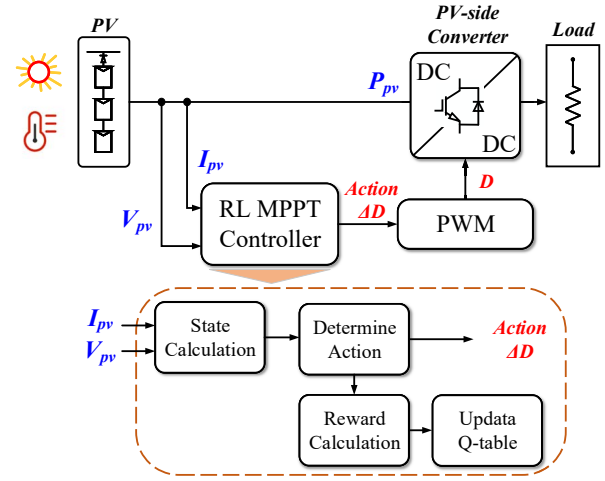 PV
PV-side
Converter
Load
DC
DC
P_pv
I_pv
V_pv
RL MPPT
Controller
Action
ΔD
D
PWM
I_pv
V_pv
State
Calculation
Determine
Action
Action
ΔD
Reward
Calculation
Updata
Q-table